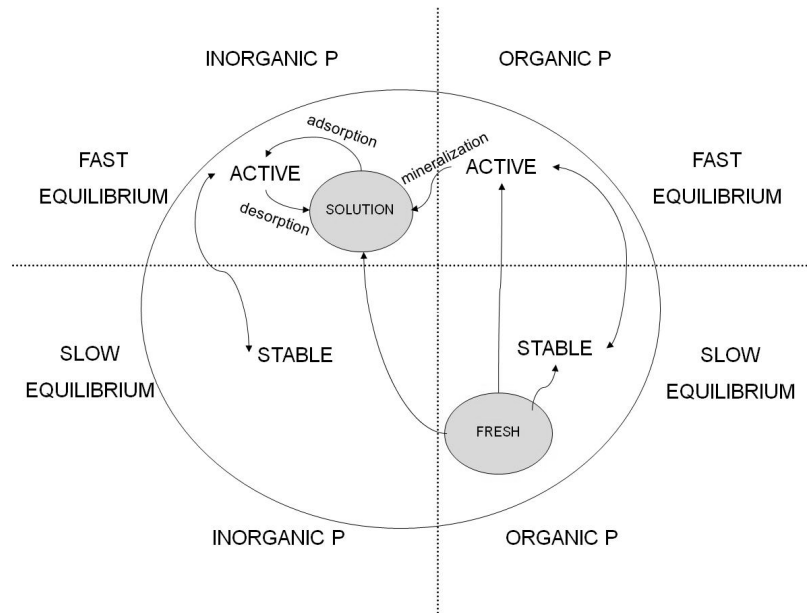 INORGANIC P
ORGANIC P
adsorption
mineralization
FAST
EQUILIBRIUM
ACTIVE
ACTIVE
FAST
EQUILIBRIUM
desorption
SOLUTION
SLOW
EQUILIBRIUM
STABLE
STABLE
SLOW
EQUILIBRIUM
FRESH
INORGANIC P
ORGANIC P